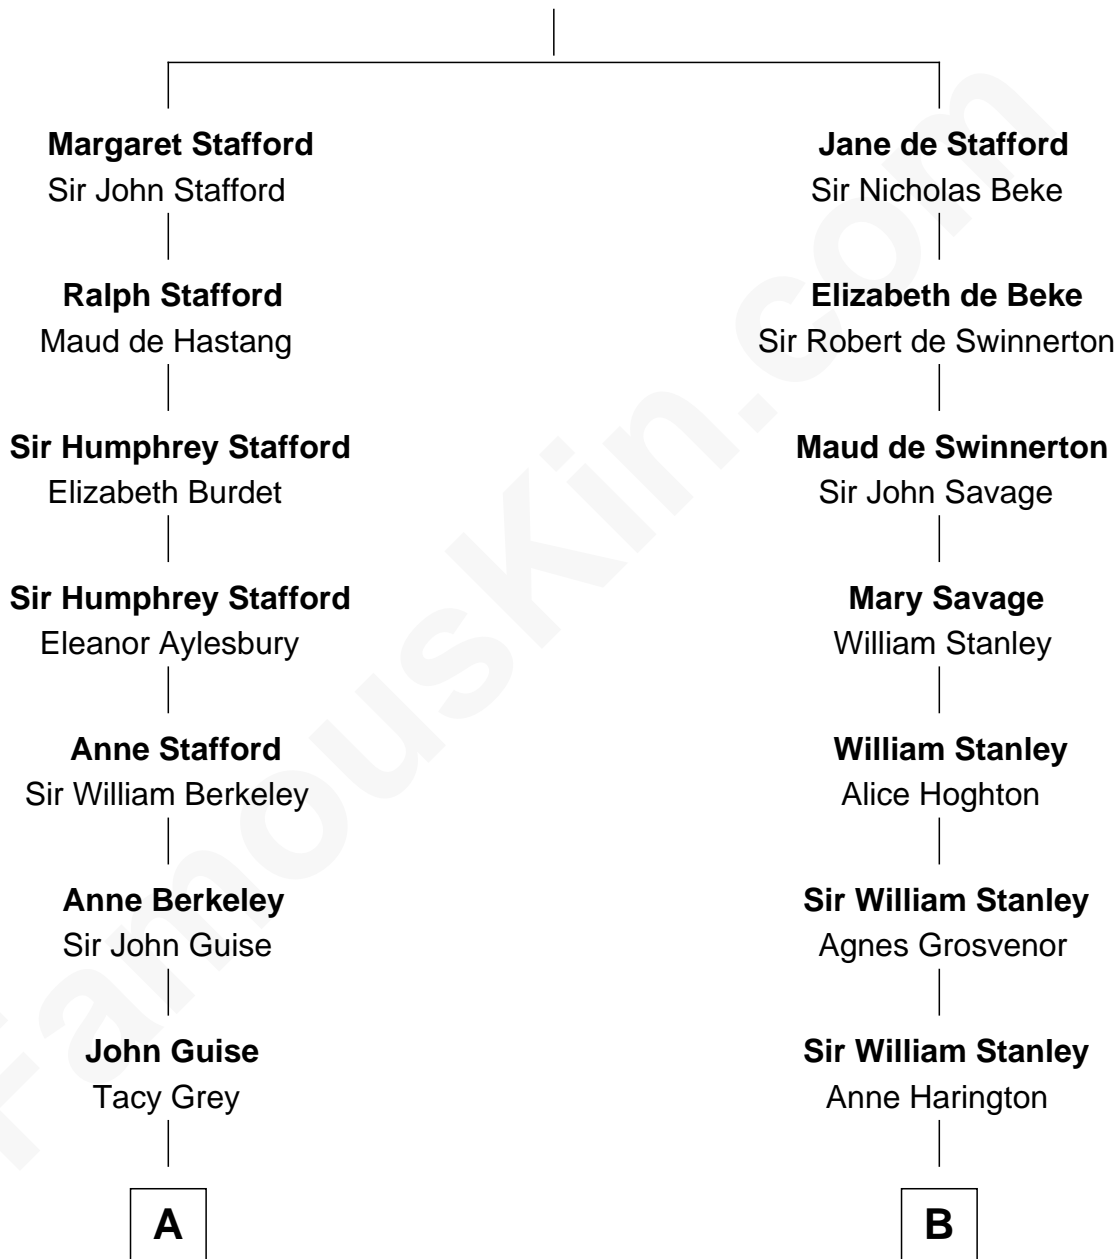 Margaret Stafford
Sir John Stafford
Ralph Stafford
Maud de Hastang
Sir Humphrey Stafford
Elizabeth Burdet
Sir Humphrey Stafford
Eleanor Aylesbury
Anne Stafford
Sir William Berkeley
Anne Berkeley
Sir John Guise
John Guise
Tacy Grey
A
Jane de Stafford
Sir Nicholas Beke
Elizabeth de Beke
Sir Robert de Swinnerton
Maud de Swinnerton
Sir John Savage
Mary Savage
William Stanley
William Stanley
Alice Hoghton
Sir William Stanley
Agnes Grosvenor
Sir William Stanley
Anne Harington
B
FamousKin.com